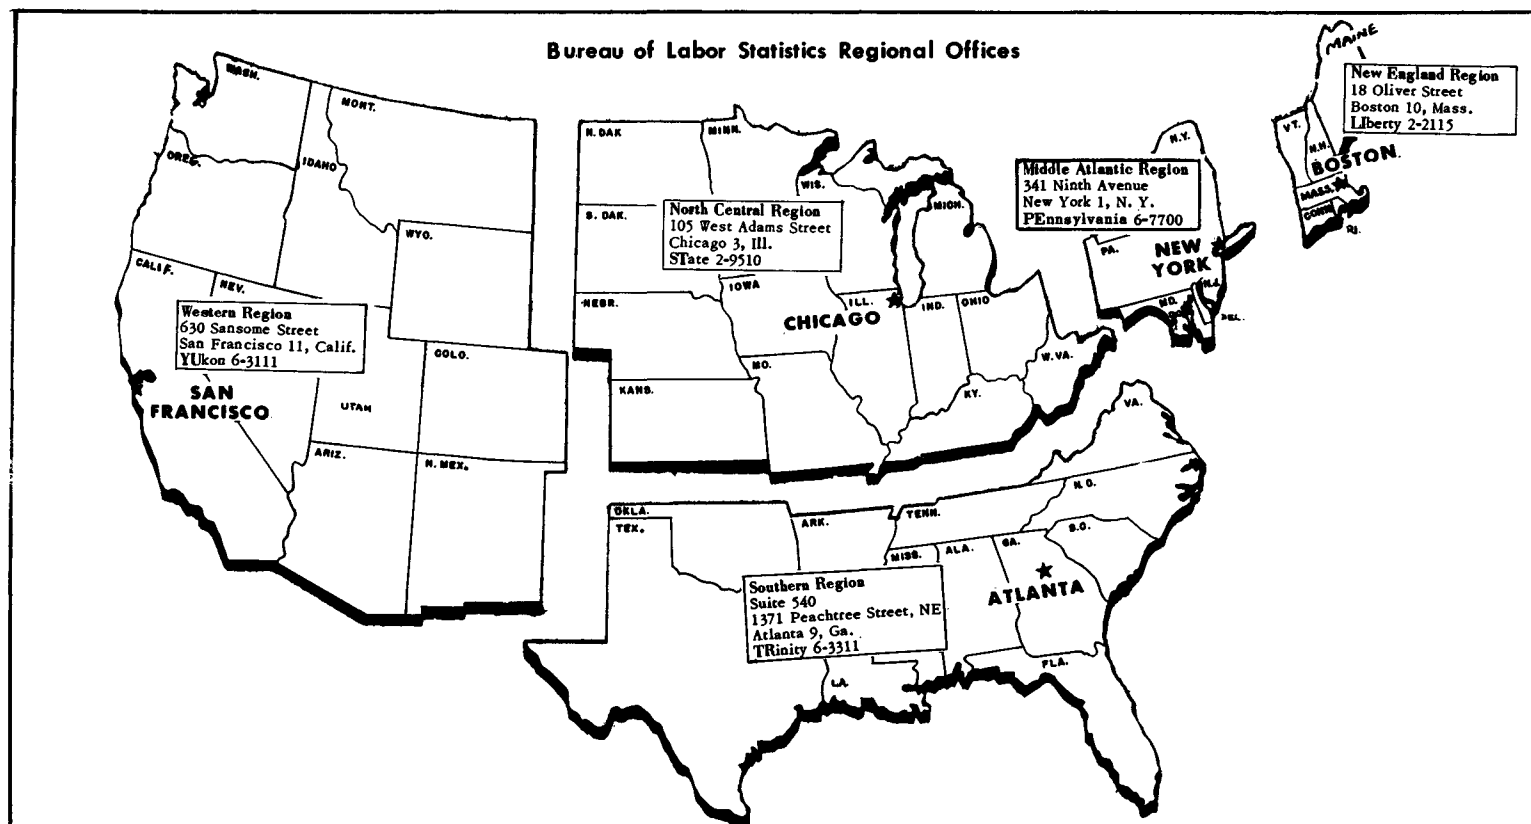 Bureau of Labor Statistics Regional Offices
WASH.
MONT.
OREG.
IDAHO
WYO.
CALIF.
NEV.
Western Region
630 Sansome Street
San Francisco 11, Calif.
YUkon 6-3111
SAN
FRANCISCO
UTAH
COLO.
ARIZ.
N. MEX.
N. DAK
MINN.
WIS.
S. DAK.
MICH.
North Central Region
105 West Adams Street
Chicago 3, Ill.
STate 2-9510
NEBR.
IOWA
ILL.
IND.
OHIO
CHICAGO
MO.
KANS.
W. VA.
KY.
MAINE
New England Region
18 Oliver Street
Boston 10, Mass.
LIberty 2-2115
VT.
N.H.
BOSTON
MASS.
CONN.
RI.
N.Y.
Middle Atlantic Region
341 Ninth Avenue
New York 1, N. Y.
PEnnsylvania 6-7700
PA.
NEW
YORK
N.J.
MD.
DEL.
VA.
OKLA.
TEX.
ARK.
TENN.
N. C.
S.C.
MISS.
ALA.
GA.
ATLANTA
Southern Region
Suite 540
1371 Peachtree Street, NE
Atlanta 9, Ga.
TRinity 6-3311
LA.
FLA.